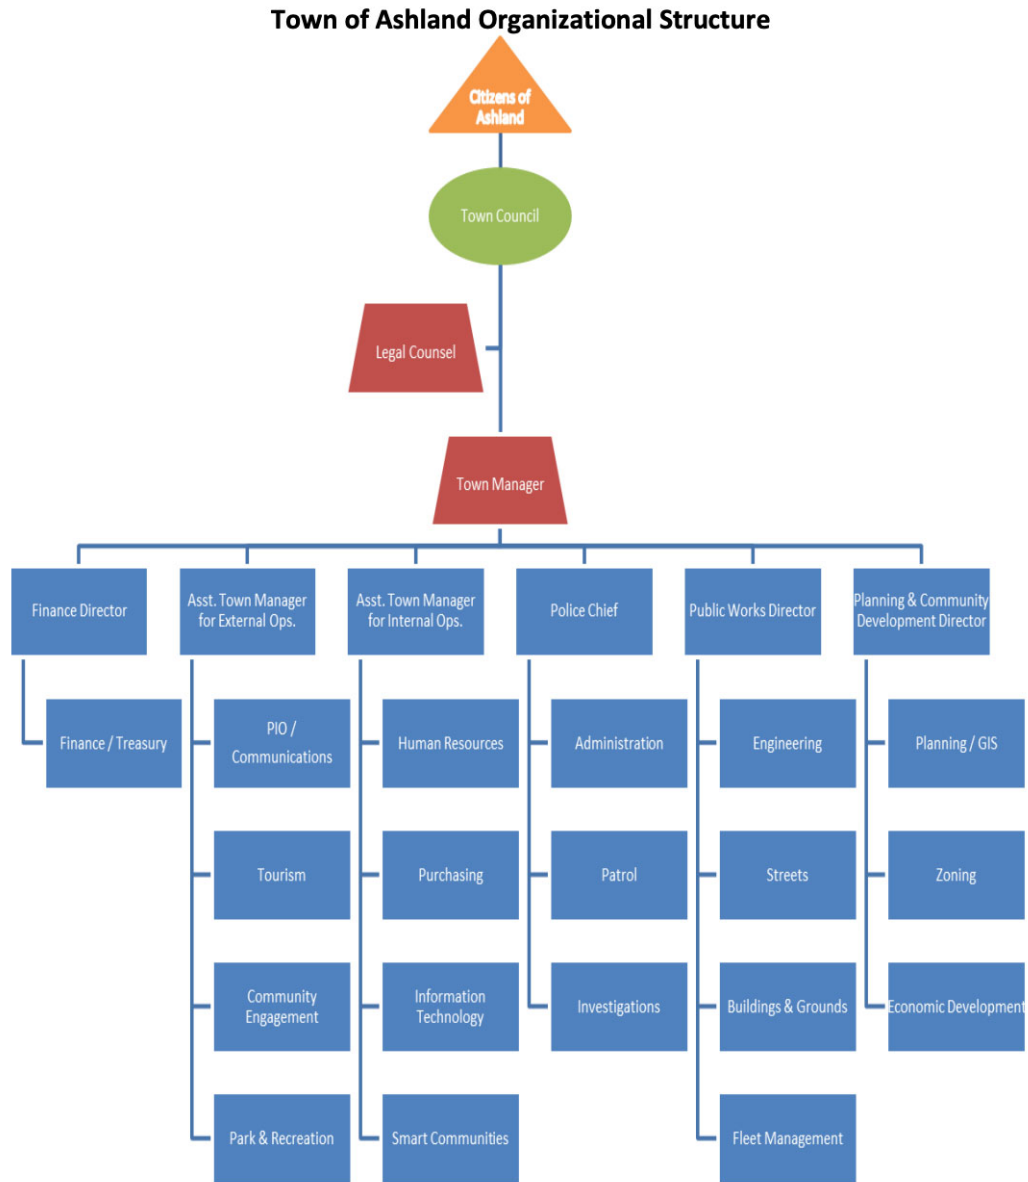 Town of Ashland Organizational Structure
Citizens of
Ashland
Town Council
Legal Counsel
Town Manager
Finance Director
Asst. Town Manager
for External Ops.
Asst. Town Manager
for Internal Ops.
Police Chief
Public Works Director
Planning & Community
Development Director
Finance / Treasury
PIO /
Communications
Human Resources
Administration
Engineering
Planning / GIS
Tourism
Purchasing
Patrol
Streets
Zoning
Community
Engagement
Information
Technology
Investigations
Buildings & Grounds
Economic Development
Park & Recreation
Smart Communities
Fleet Management